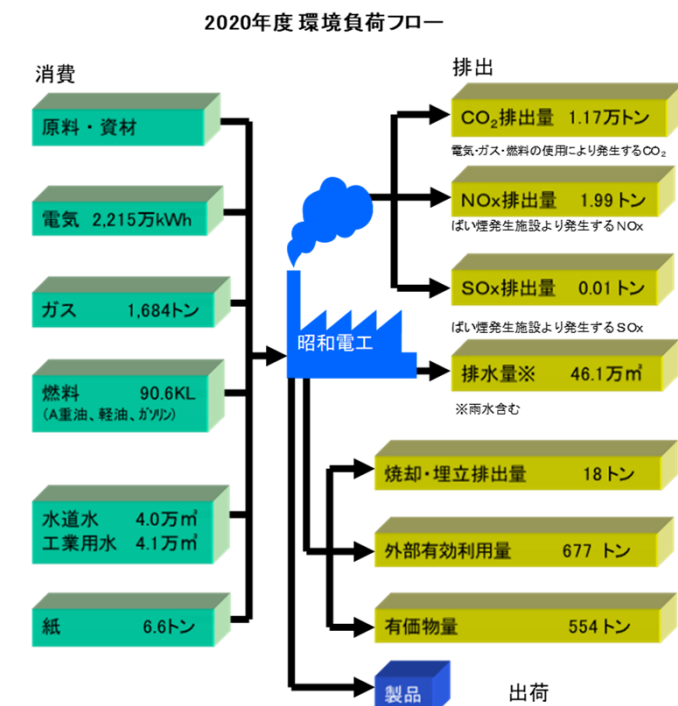 2020年度 環境負荷フロー
消費
原料・資材
電気 2,215万kWh
ガス 1,684トン
燃料 90.6KL
（A重油、軽油、ガソリン）
水道水 4.0万㎥
工業用水 4.1万㎥
紙 6.6トン
昭和電工
排出
CO₂排出量 1.17万トン
電気・ガス・燃料の使用により発生するCO₂
NOx排出量 1.99トン
ばい煙発生施設より発生するNOx
SOx排出量 0.01トン
ばい煙発生施設より発生するSOx
排水量※ 46.1万㎥
※雨水含む
焼却・埋立排出量 18トン
外部有効利用量 677 トン
有価物量 554トン
製品 出荷